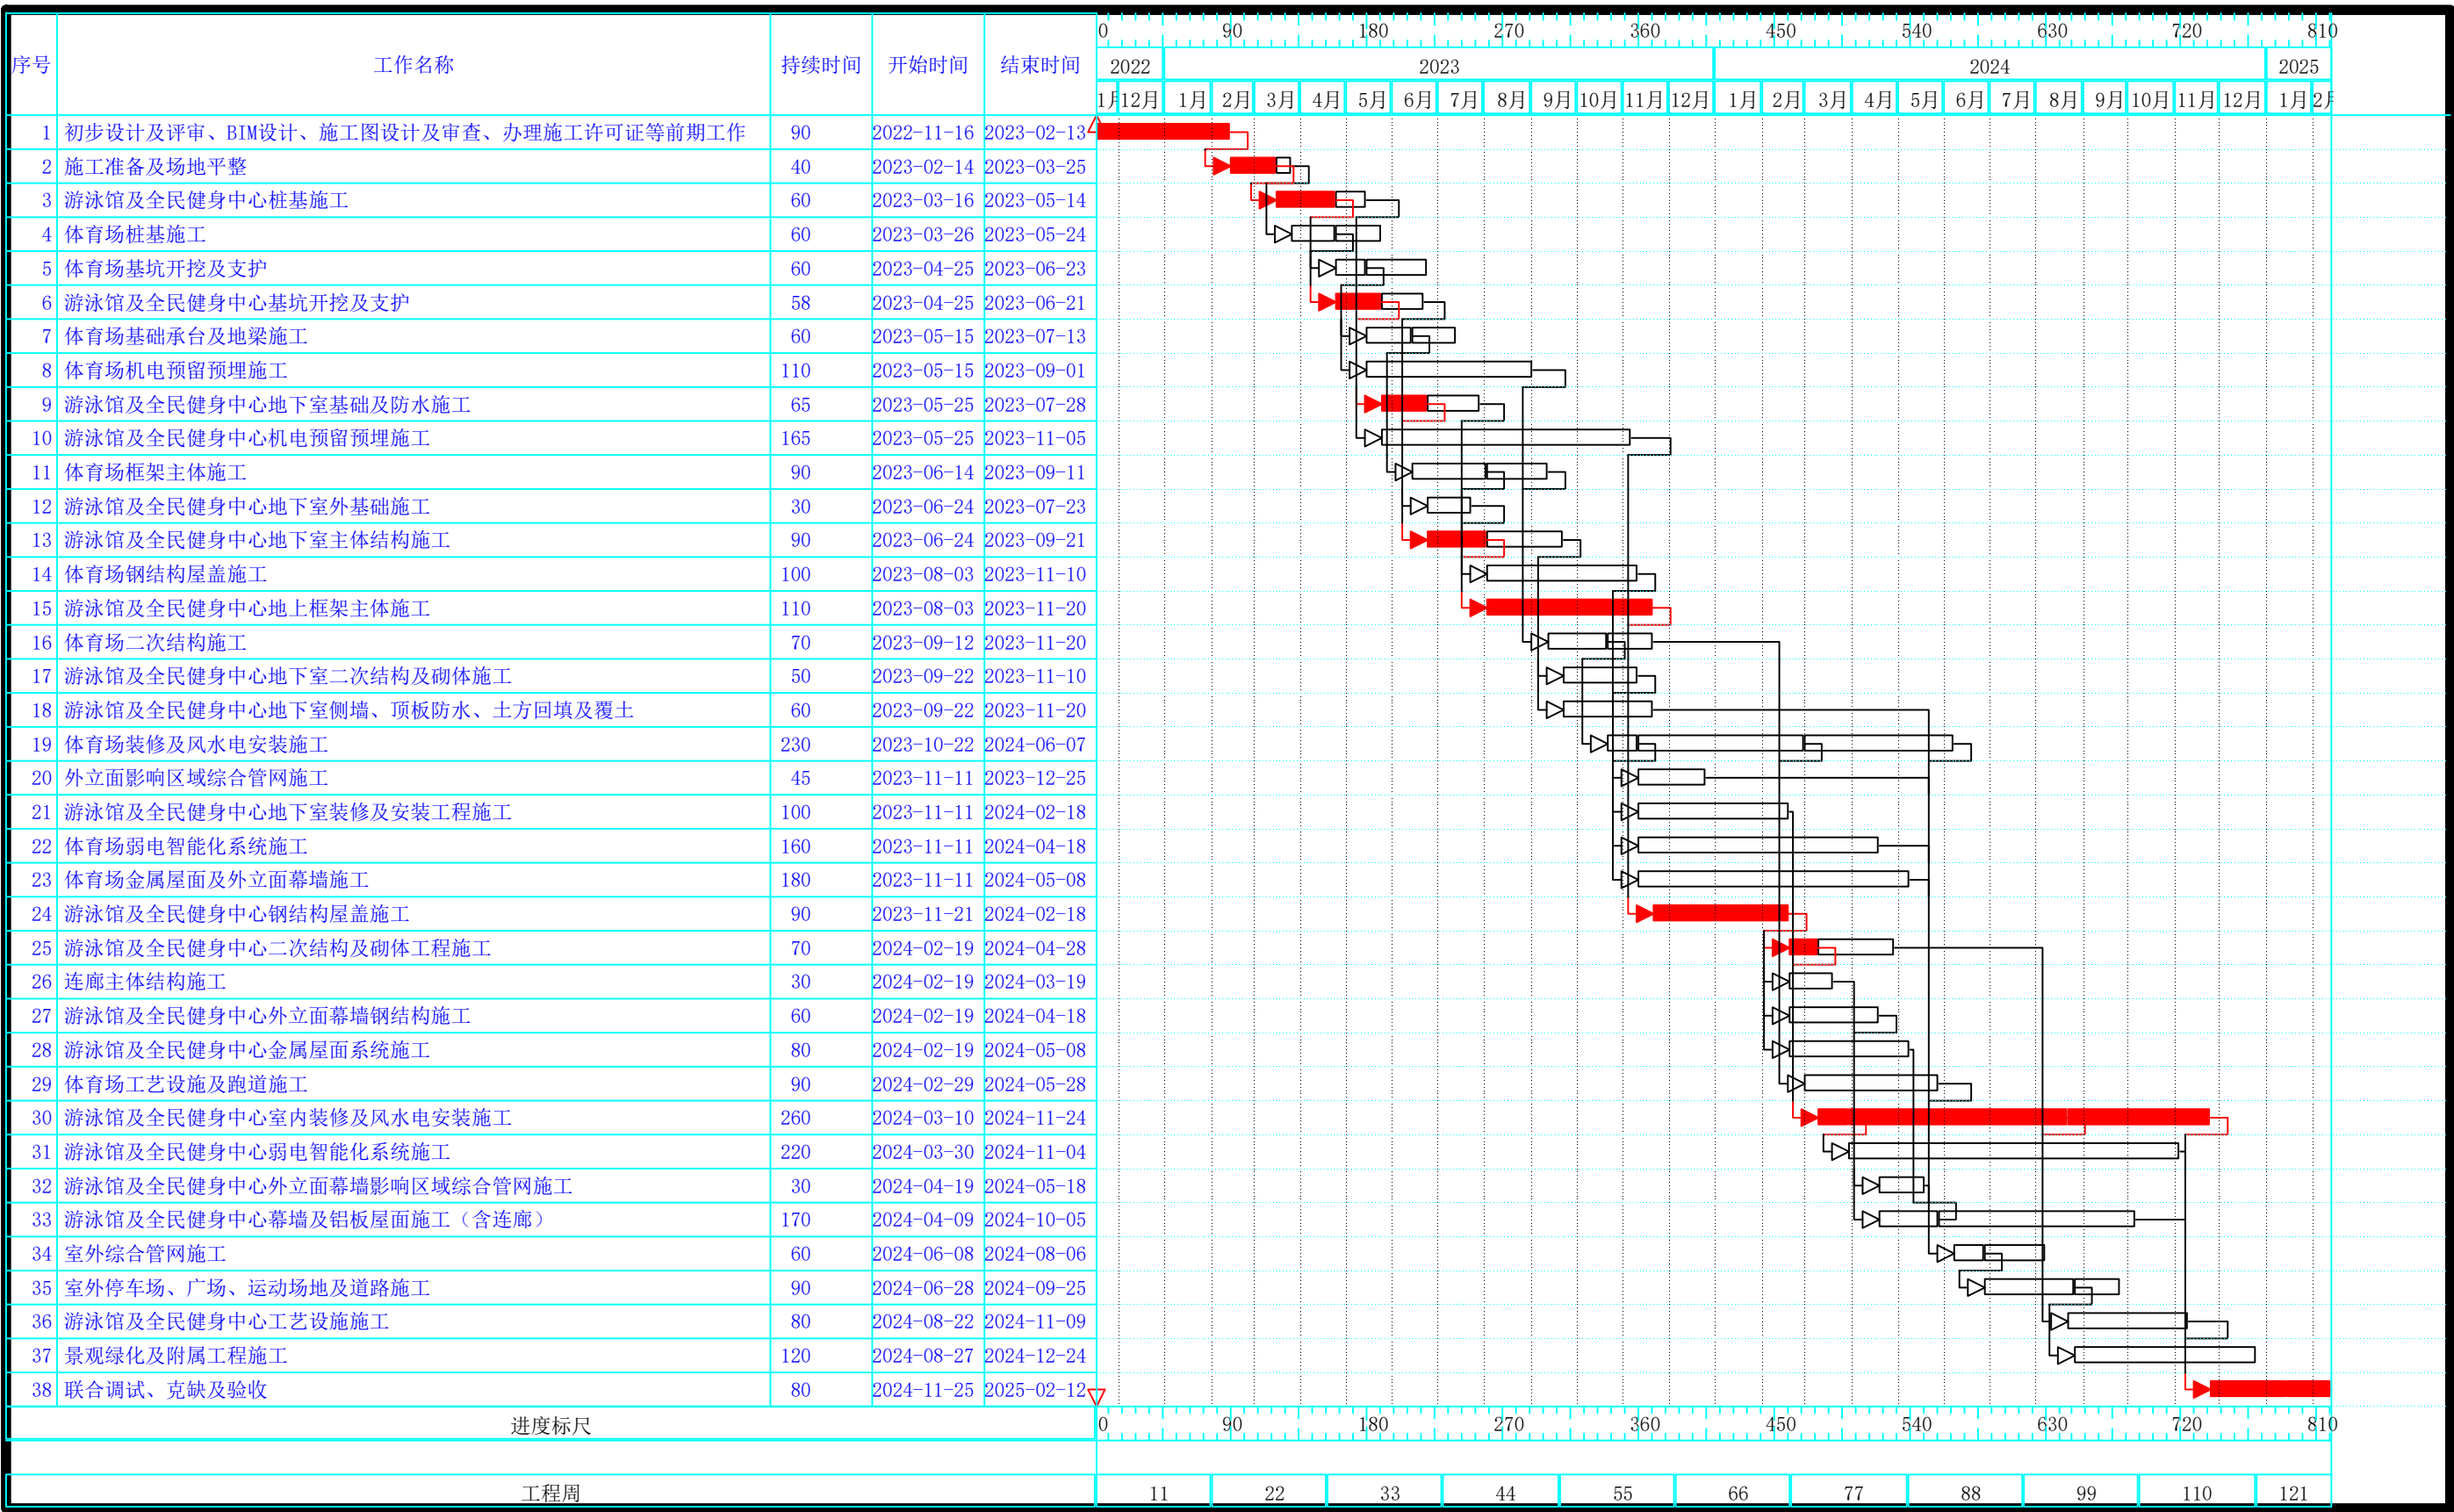 0 90 180 270 360 450 540 630 720 810
序号 工作名称 持续时间 开始时间 结束时间 2022 2023 2024 2025
12月 1月 2月 3月 4月 5月 6月 7月 8月 9月 10月 11月 12月 1月 2月 3月 4月 5月 6月 7月 8月 9月 10月 11月 12月 1月
1 初步设计及评审、BIM设计、施工图设计及审查、办理施工许可证等前期工作 90 2022-11-16 2023-02-13
2 施工准备及场地平整 40 2023-02-14 2023-03-25
3 游泳馆及全民健身中心桩基施工 60 2023-03-16 2023-05-14
4 体育场桩基施工 60 2023-03-26 2023-05-24
5 体育场基坑开挖及支护 60 2023-04-25 2023-06-23
6 游泳馆及全民健身中心基坑开挖及支护 58 2023-04-25 2023-06-21
7 体育场基础承台及地梁施工 60 2023-05-15 2023-07-13
8 体育场机电预留预埋施工 110 2023-05-15 2023-09-01
9 游泳馆及全民健身中心地下室基础及防水施工 65 2023-05-25 2023-07-28
10 游泳馆及全民健身中心机电预留预埋施工 165 2023-05-25 2023-11-05
11 体育场框架主体施工 90 2023-06-14 2023-09-11
12 游泳馆及全民健身中心地下室外基础施工 30 2023-06-24 2023-07-23
13 游泳馆及全民健身中心地下室主体结构施工 90 2023-06-24 2023-09-21
14 体育场钢结构屋盖施工 100 2023-08-03 2023-11-10
15 游泳馆及全民健身中心地上框架主体施工 110 2023-08-03 2023-11-20
16 体育场二次结构施工 70 2023-09-12 2023-11-20
17 游泳馆及全民健身中心地下室二次结构及砌体施工 50 2023-09-22 2023-11-10
18 游泳馆及全民健身中心地下室侧墙、顶板防水、土方回填及覆土 60 2023-09-22 2023-11-20
19 体育场装修及风水电安装施工 230 2023-10-22 2024-06-07
20 外立面影响区域综合管网施工 45 2023-11-11 2023-12-25
21 游泳馆及全民健身中心地下室装修及安装工程施工 100 2023-11-11 2024-02-18
22 体育场弱电智能化系统施工 160 2023-11-11 2024-04-18
23 体育场金属屋面及外立面幕墙施工 180 2023-11-11 2024-05-08
24 游泳馆及全民健身中心钢结构屋盖施工 90 2023-11-21 2024-02-18
25 游泳馆及全民健身中心二次结构及砌体工程施工 70 2024-02-19 2024-04-28
26 连廊主体结构施工 30 2024-02-19 2024-03-19
27 游泳馆及全民健身中心外立面幕墙钢结构施工 60 2024-02-19 2024-04-18
28 游泳馆及全民健身中心金属屋面系统施工 80 2024-02-19 2024-05-08
29 体育场工艺设施及跑道施工 90 2024-02-29 2024-05-28
30 游泳馆及全民健身中心室内装修及风水电安装施工 260 2024-03-10 2024-11-24
31 游泳馆及全民健身中心弱电智能化系统施工 220 2024-03-30 2024-11-04
32 游泳馆及全民健身中心外立面幕墙影响区域综合管网施工 30 2024-04-19 2024-05-18
33 游泳馆及全民健身中心幕墙及铝板屋面施工（含连廊） 170 2024-04-09 2024-10-05
34 室外综合管网施工 60 2024-06-08 2024-08-06
35 室外停车场、广场、运动场地及道路施工 90 2024-06-28 2024-09-25
36 游泳馆及全民健身中心工艺设施施工 80 2024-08-22 2024-11-09
37 景观绿化及附属工程施工 120 2024-08-27 2024-12-24
38 联合调试、克缺及验收 80 2024-11-25 2025-02-12
进度标尺 0 90 180 270 360 450 540 630 720 810
工程周 11 22 33 44 55 66 77 88 99 110 121